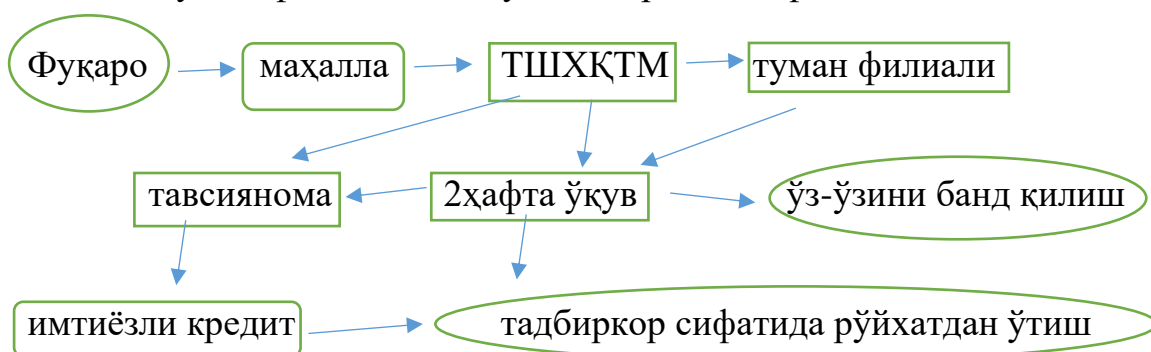 Фуқаро
маҳалла
ТШХҚТМ
туман филиали
тавсиянома
2ҳафта ўқув
ўз-ўзини банд қилиш
имтиёзли кредит
тадбиркор сифатида рўйхатдан ўтиш